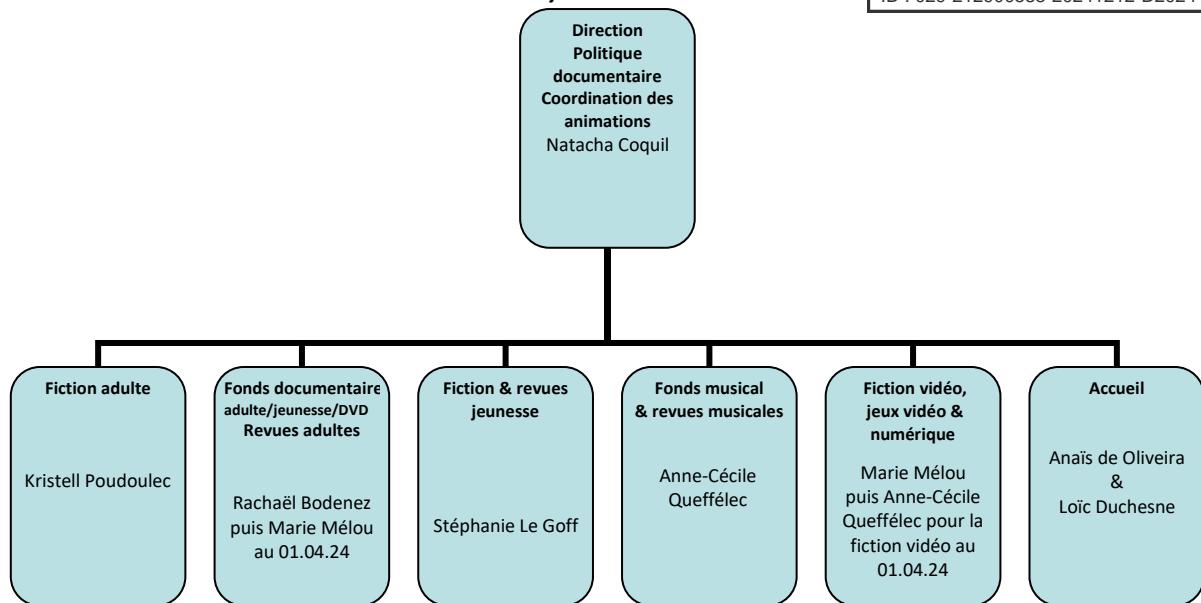 Direction
Politique
documentaire
Coordination des
animations
Natacha Coquil
Fiction adulte
Kristell Poudoulec
Fonds documentaire
adulte/jeunesse/DVD
Revues adultes
Rachaël Bodenez
puis Marie Mélou
au 01.04.24
Fiction & revues
jeunesse
Stéphanie Le Goff
Fonds musical
& revues musicales
Anne-Cécile
Queffélec
Fiction vidéo,
jeux vidéo &
numérique
Marie Mélou
puis Anne-Cécile
Queffélec pour la
fiction vidéo au
01.04.24
Accueil
Anaïs de Oliveira
&
Loïc Duchesne